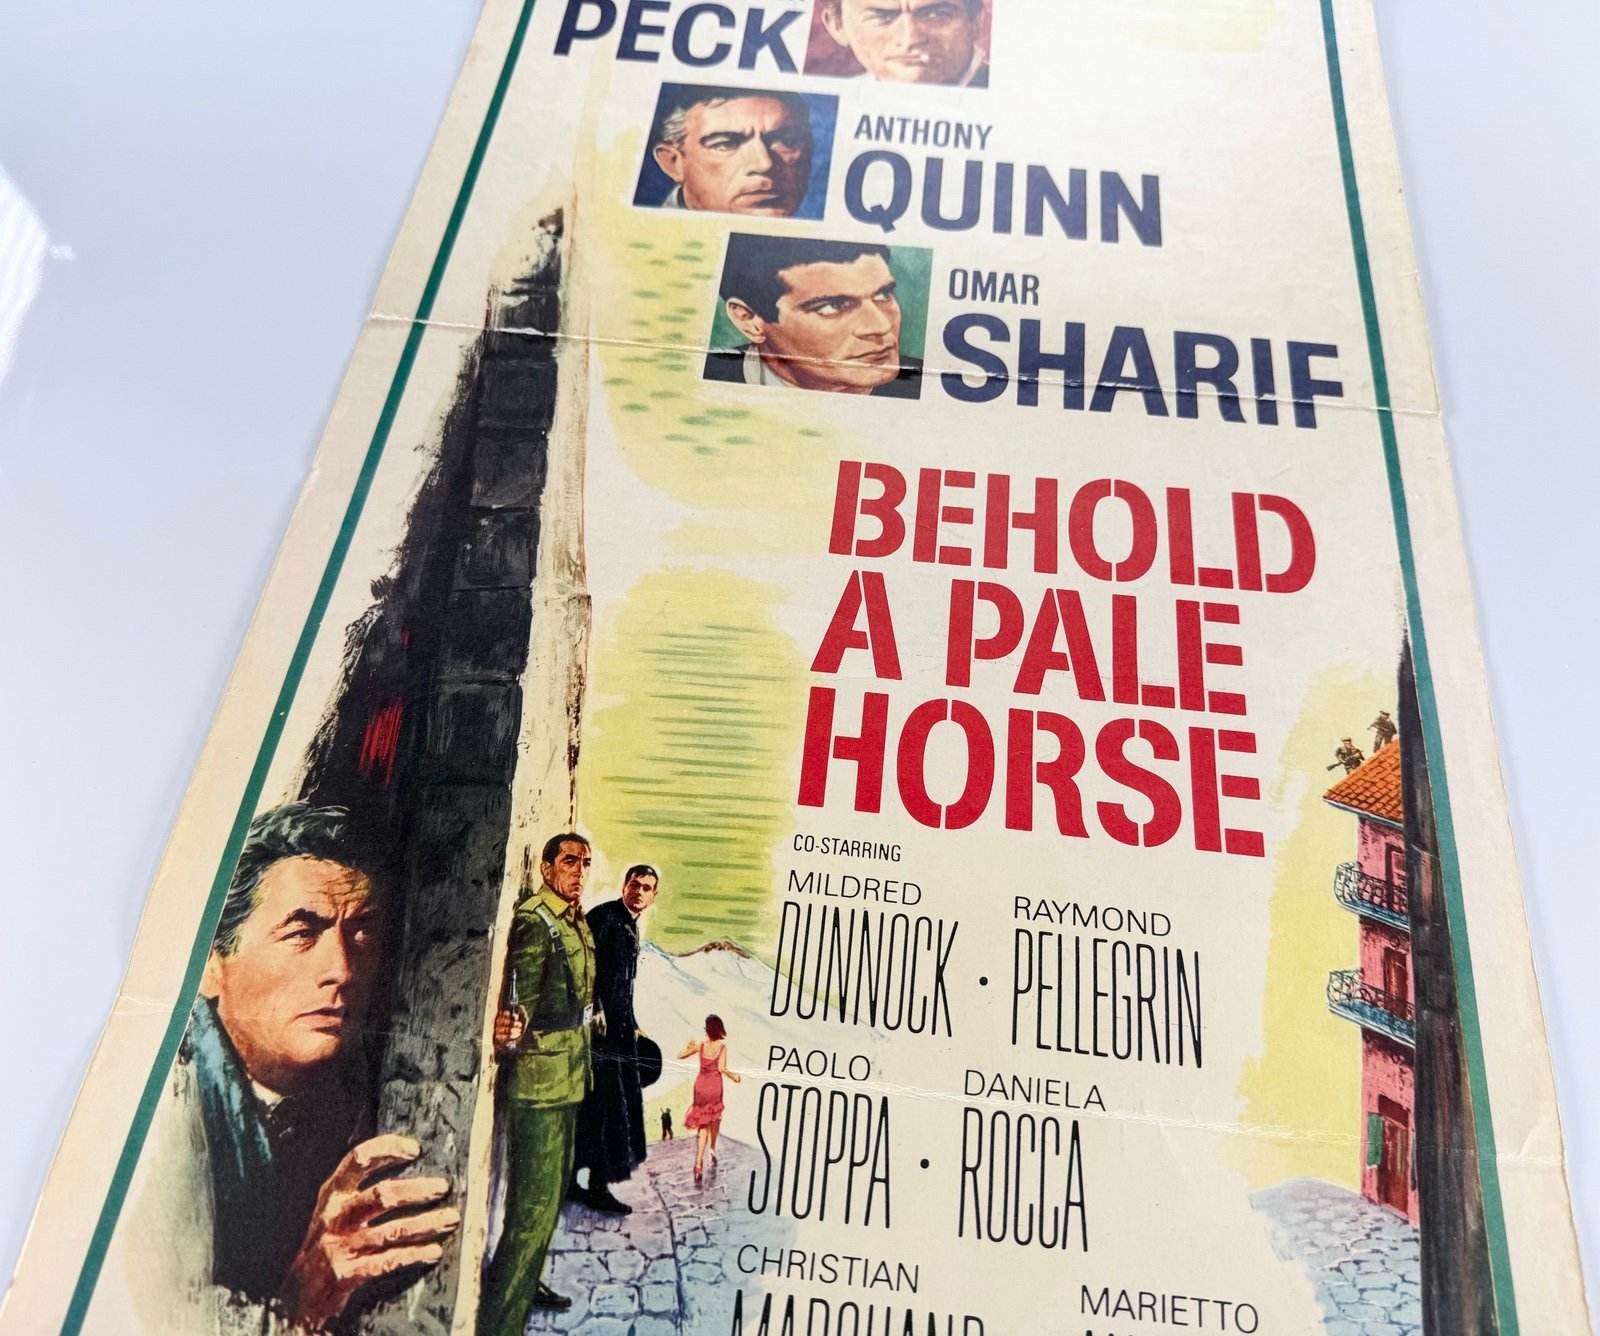 PECK
ANTHONY
QUINN
OMAR
SHARIF
BEHOLD
A PALE
HORSE
CO-STARRING
MILDRED
DUNNOCK ·
RAYMOND
PELLEGRIN
PAOLO
STOPPA ·
DANIELA
ROCCA
CHRISTIAN
MARQUAND
MARIETTO